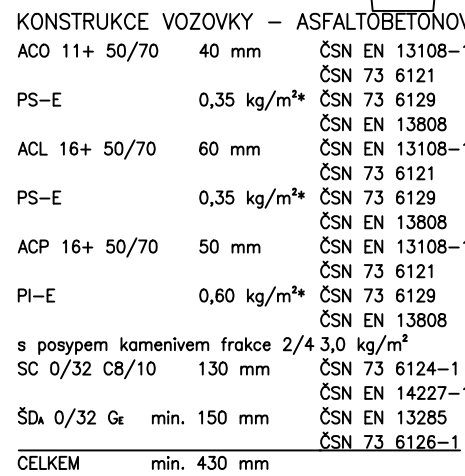 KONSTRUKCE VOZOVKY – ASFALTOBETONOV
ACO 11+ 50/70 40 mm ČSN EN 13108-1
ČSN 73 6121
PS-E 0,35 kg/m²* ČSN 73 6129
ČSN EN 13808
ACL 16+ 50/70 60 mm ČSN EN 13108-1
ČSN 73 6121
PS-E 0,35 kg/m²* ČSN 73 6129
ČSN EN 13808
ACP 16+ 50/70 50 mm ČSN EN 13108-1
ČSN 73 6121
PI-E 0,60 kg/m²* ČSN 73 6129
ČSN EN 13808
s posypem kamenivem frakce 2/4 3,0 kg/m²
SC 0/32 C8/10 130 mm ČSN 73 6124-1
ČSN EN 14227-1
ŠDA 0/32 GE min. 150 mm ČSN EN 13285
ČSN 73 6126-1
CELKEM min. 430 mm